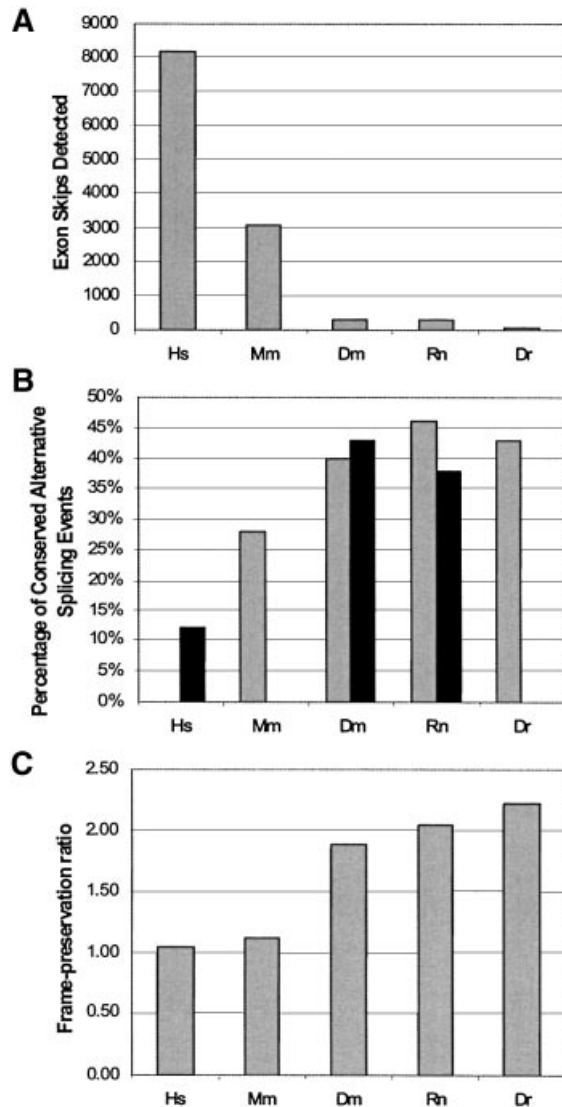 A
Exon Skips Detected
9000
8000
7000
6000
5000
4000
3000
2000
1000
0
Hs Mm Dm Rn Dr
B
Percentage of Conserved Alternative
Splicing Events
50%
45%
40%
35%
30%
25%
20%
15%
10%
5%
0%
Hs Mm Dm Rn Dr
C
Frame-preservation ratio
2.50
2.00
1.50
1.00
0.50
0.00
Hs Mm Dm Rn Dr